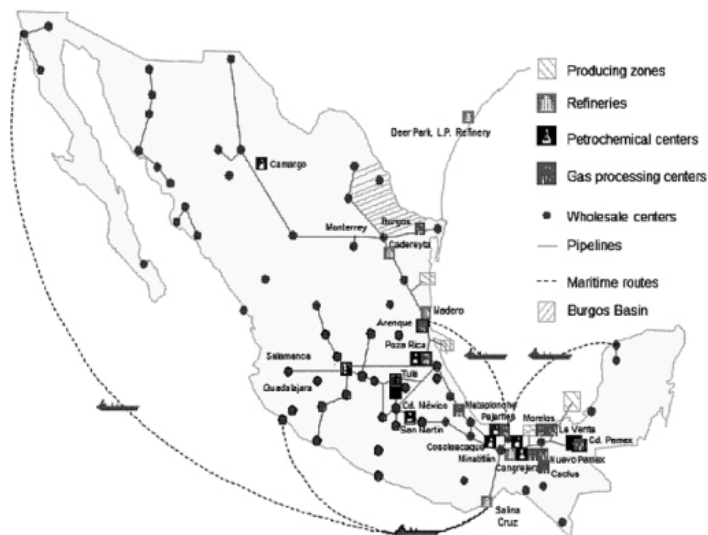 Producing zones
Refineries
Deer Park, L.P. Refinery
Petrochemical centers
Camargo
Gas processing centers
Wholesale centers
Burgos
Monterrey
Pipelines
Cadereyta
Maritime routes
Burgos Basin
Madero
Arenque
Poza Rica
Salamanca
Tula
Guadalajara
Cd. México
Matapionche
Pajaritos
Morelos
La Venta
San Martín
Cd. Pemex
Cosoleacaque
Minatitlán
Nuevo Pemex
Cangrejera
Cactus
Salina
Cruz